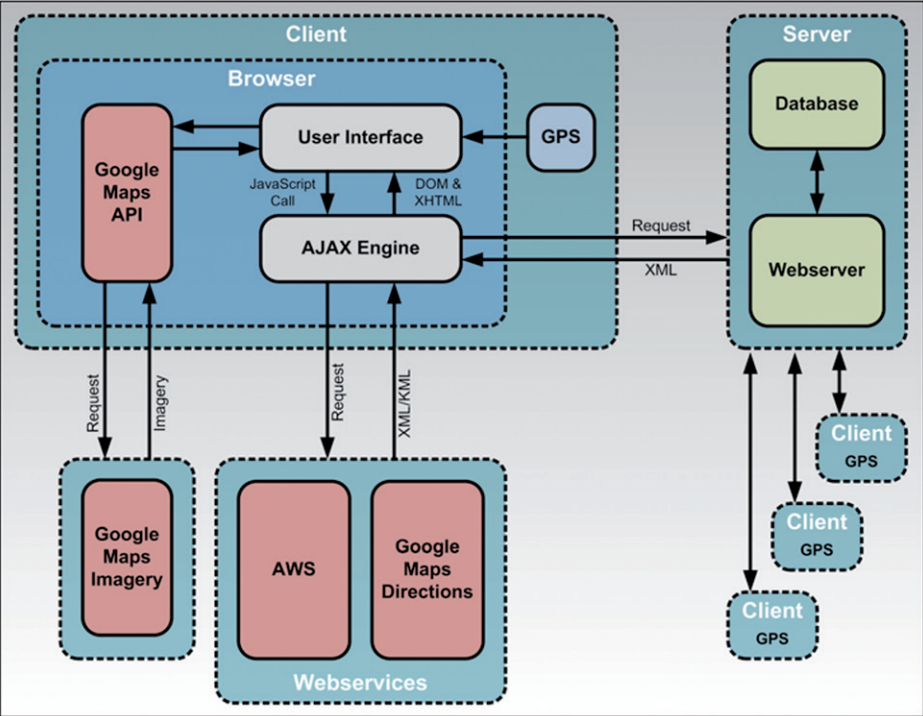 Client
Browser
Google
Maps
API
User Interface
GPS
JavaScript
Call
DOM &
XHTML
AJAX Engine
Request
XML
Server
Database
Webserver
Request
Imagery
Request
XML/KML
Google
Maps
Imagery
AWS
Google
Maps
Directions
Webservices
Client
GPS
Client
GPS
Client
GPS